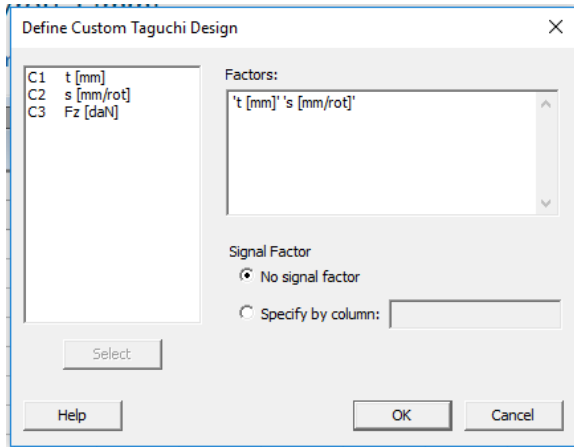 Define Custom Taguchi Design
C1 t [mm]
C2 s [mm/rot]
C3 Fz [daN]
Factors:
't [mm]' 's [mm/rot]'
Signal Factor
No signal factor
Specify by column:
Select
Help
OK
Cancel